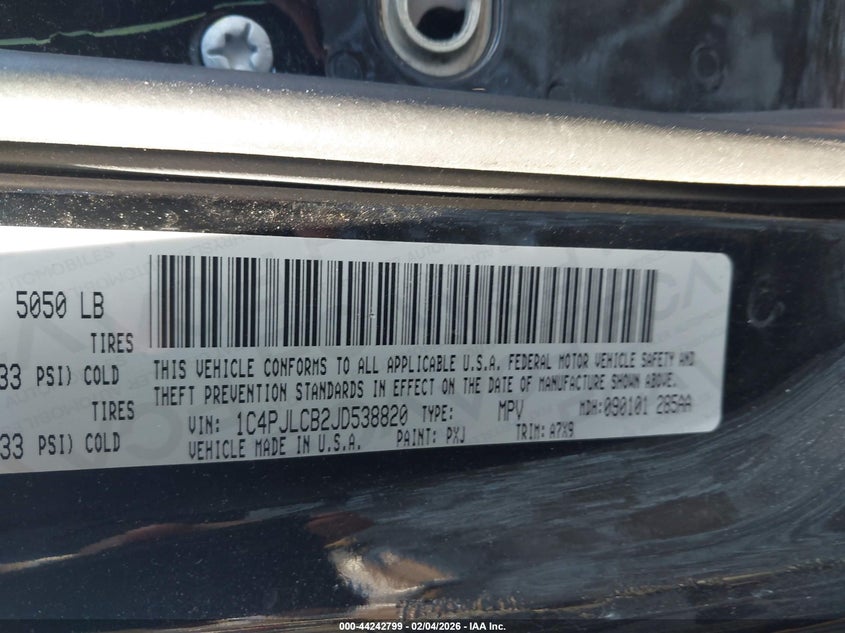 5050 LB
TIRES
33 PSI) COLD
TIRES
33 PSI) COLD
THIS VEHICLE CONFORMS TO ALL APPLICABLE U.S.A. FEDERAL MOTOR VEHICLE SAFETY AND
THEFT PREVENTION STANDARDS IN EFFECT ON THE DATE OF MANUFACTURE SHOWN ABOVE.
VIN: 1C4PJLCB2JD538820 TYPE: MPV MDH:090101 285AA
VEHICLE MADE IN U.S.A. PAINT: PXJ TRIM: A7X9
000-44242799 - 02/04/2026 - IAA Inc.